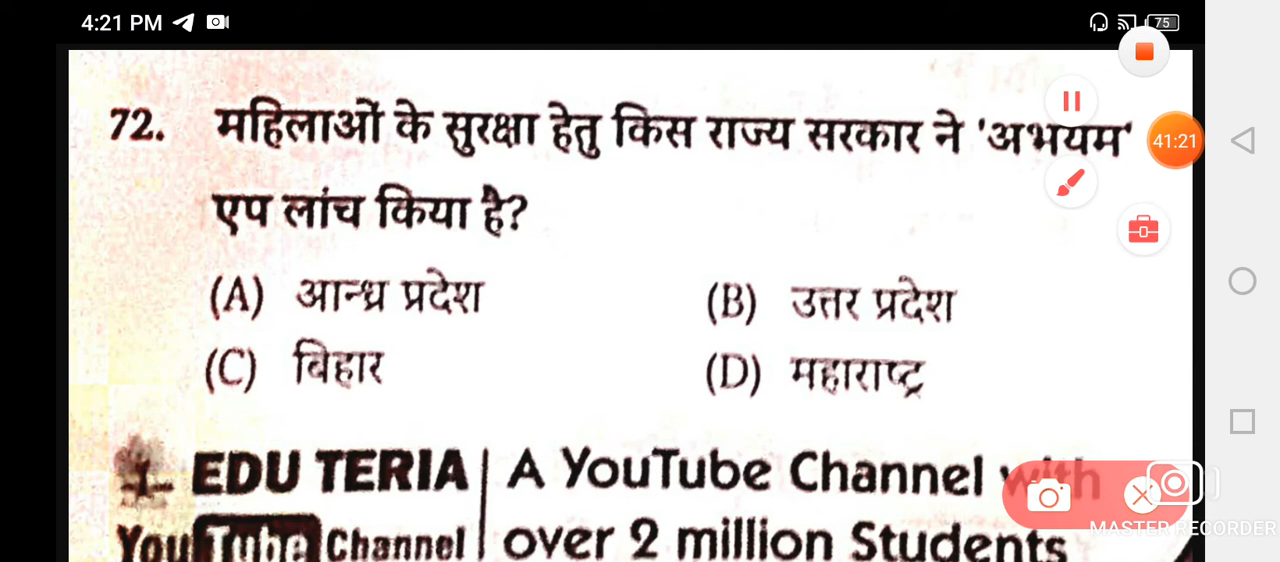 4:21 PM
75
72. महिलाओं के सुरक्षा हेतु किस राज्य सरकार ने 'अभयम'
41:21
एप लांच किया है?
(A) आन्ध्र प्रदेश (B) उत्तर प्रदेश
(C) बिहार (D) महाराष्ट्र
EDU TERIA | A YouTube Channel with
YouTube Channel | over 2 million Students
MASTER RECORDER